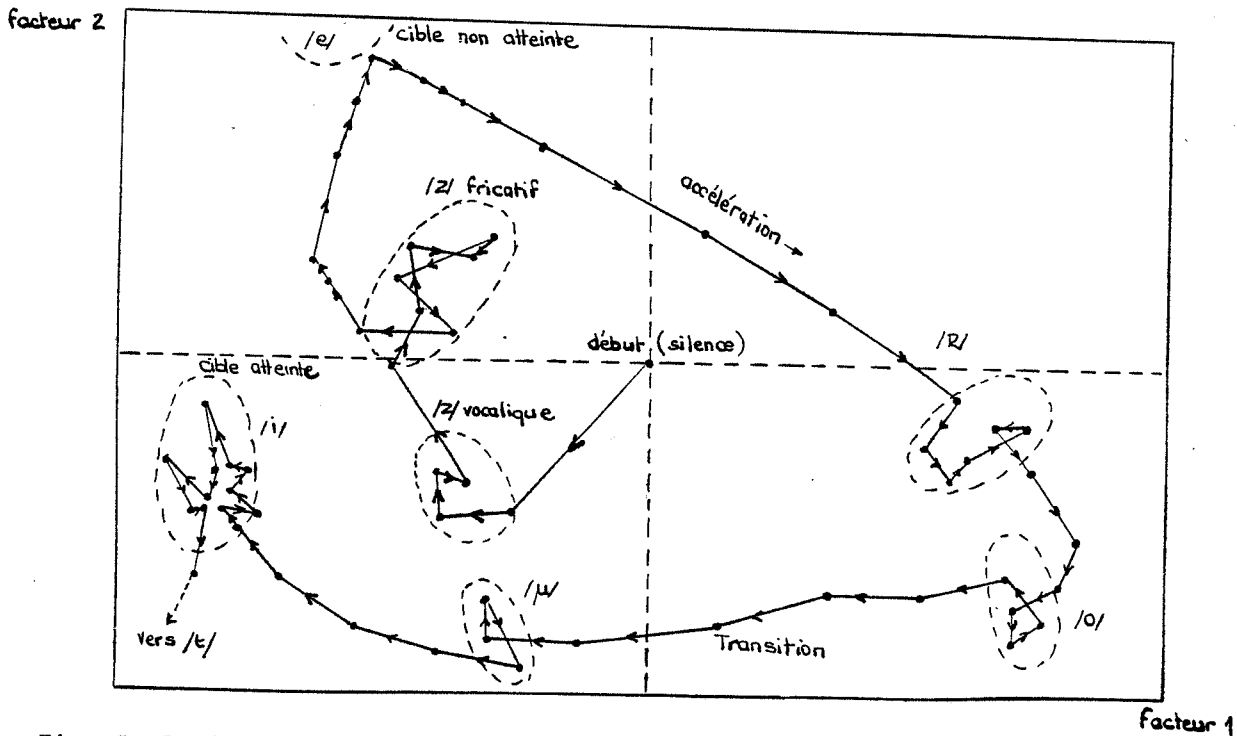 facteur 2
/e/
cible non atteinte
/z/ fricatif
accélération
début (silence)
/R/
cible atteinte
/i/
/z/ vocalique
/µ/
/o/
vers /t/
Transition
facteur 1